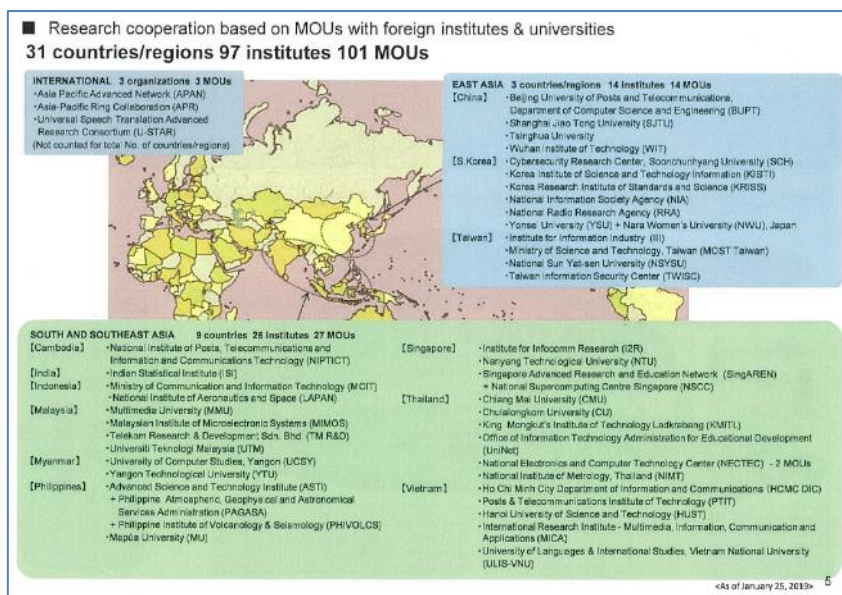 ■ Research cooperation based on MOUs with foreign institutes & universities
31 countries/regions 97 institutes 101 MOUs
INTERNATIONAL 3 organizations 3 MOUs
・Asia Pacific Advanced Network (APAN)
・Asia-Pacific Ring Collaboration (APR)
・Universal Speech Translation Advanced
Research Consortium (U-STAR)
(Not counted for total No. of countries/regions)
EAST ASIA 3 countries/regions 14 institutes 14 MOUs
【China】 ・Beijing University of Posts and Telecommunications,
Department of Computer Science and Engineering (BUPT)
・Shanghai Jiao Tong University (SJTU)
・Tsinghua University
・Wuhan Institute of Technology (WIT)
【S.Korea】 ・Cybersecurity Research Center, Soonchunhyang University (SCH)
・Korea Institute of Science and Technology Information (KISTI)
・Korea Research Institute of Standards and Science (KRISS)
・National Information Society Agency (NIA)
・National Radio Research Agency (RRA)
・Yonsei University (YSU) + Nara Women's University (NWU), Japan
【Taiwan】 ・Institute for Information Industry (III)
・Ministry of Science and Technology, Taiwan (MOST Taiwan)
・National Sun Yat-sen University (NSYSU)
・Taiwan Information Security Center (TWISC)
SOUTH AND SOUTHEAST ASIA 9 countries 26 institutes 27 MOUs
【Cambodia】 ・National Institute of Posts, Telecommunications and
Information and Communications Technology (NIPTICT)
【India】 ・Indian Statistical Institute (ISI)
【Indonesia】 ・Ministry of Communication and Information Technology (MCIT)
・National Institute of Aeronautics and Space (LAPAN)
【Malaysia】 ・Multimedia University (MMU)
・Malaysian Institute of Microelectronic Systems (MIMOS)
・Telekom Research & Development Sdn. Bhd. (TM R&D)
・Universiti Teknologi Malaysia (UTM)
【Myanmar】 ・University of Computer Studies, Yangon (UCSY)
・Yangon Technological University (YTU)
【Philippines】 ・Advanced Science and Technology Institute (ASTI)
+ Philippine Atmospheric, Geophysical and Astronomical
Services Administration (PAGASA)
+ Philippine Institute of Volcanology & Seismology (PHIVOLCS)
・Mapúa University (MU)
【Singapore】 ・Institute for Infocomm Research (I2R)
・Nanyang Technological University (NTU)
・Singapore Advanced Research and Education Network (SingAREN)
+ National Supercomputing Centre Singapore (NSCC)
【Thailand】 ・Chiang Mai University (CMU)
・Chulalongkorn University (CU)
・King Mongkut's Institute of Technology Ladkrabang (KMITL)
・Office of Information Technology Administration for Educational Development
(UniNet)
・National Electronics and Computer Technology Center (NECTEC) - 2 MOUs
・National Institute of Metrology, Thailand (NIMT)
【Vietnam】 ・Ho Chi Minh City Department of Information and Communications (HCMC DIC)
・Posts & Telecommunications Institute of Technology (PTIT)
・Hanoi University of Science and Technology (HUST)
・International Research Institute - Multimedia, Information, Communication and
Applications (MICA)
・University of Languages & International Studies, Vietnam National University
(ULIS-VNU)
<As of January 25, 2019> 5